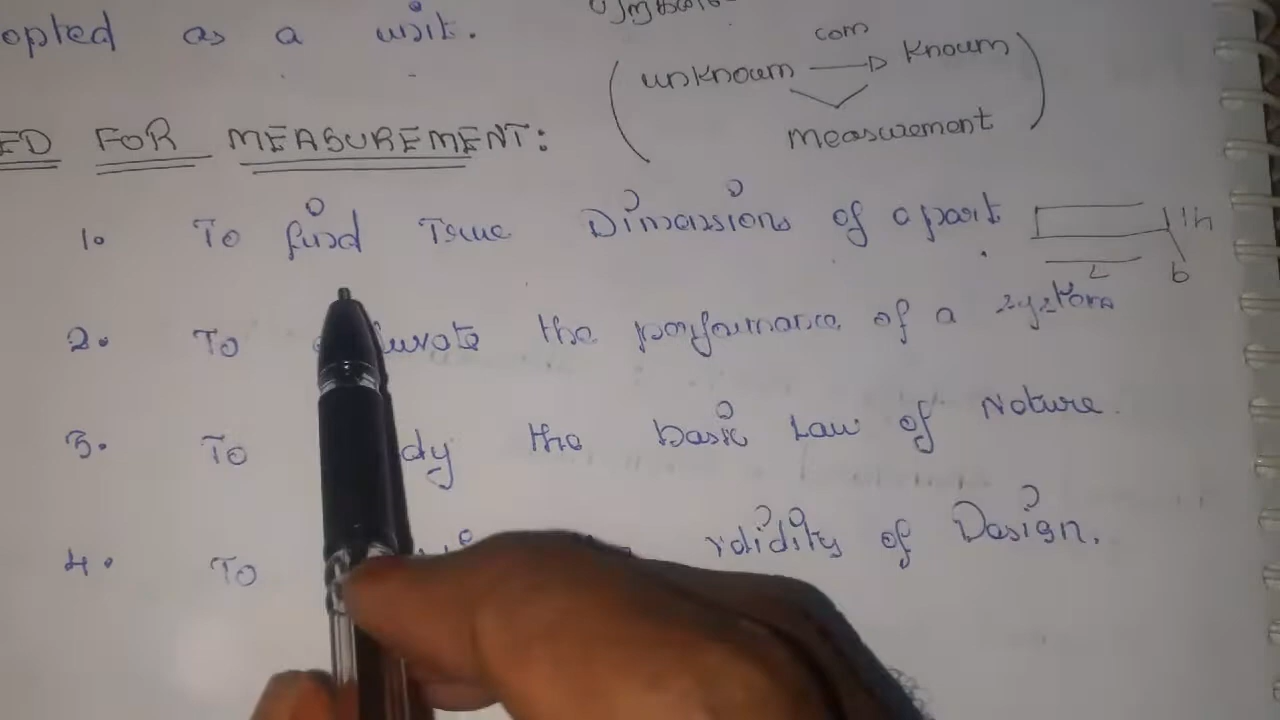 opted as a unit.
com
unknown → known
measurement
ED FOR MEASUREMENT:
1. To find True Dimensions of a part
h
L b
2. To the performance of a system
3. To dy the basic Law of Nature.
4. To validity of Design.